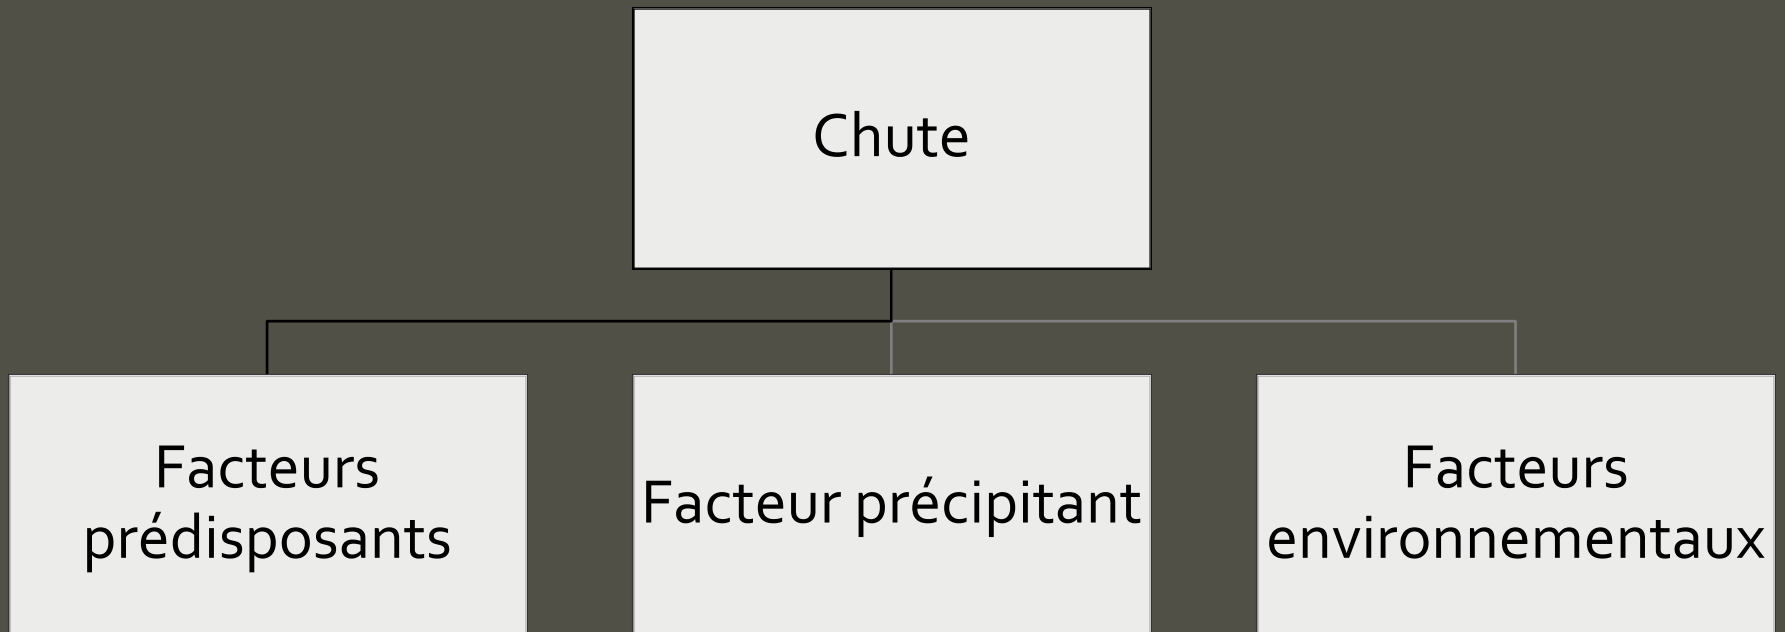 Chute
Facteurs
prédisposants
Facteur précipitant
Facteurs
environnementaux